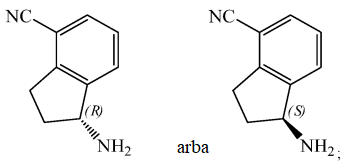 NC NC
(R) (S)
NH2 arba NH2;